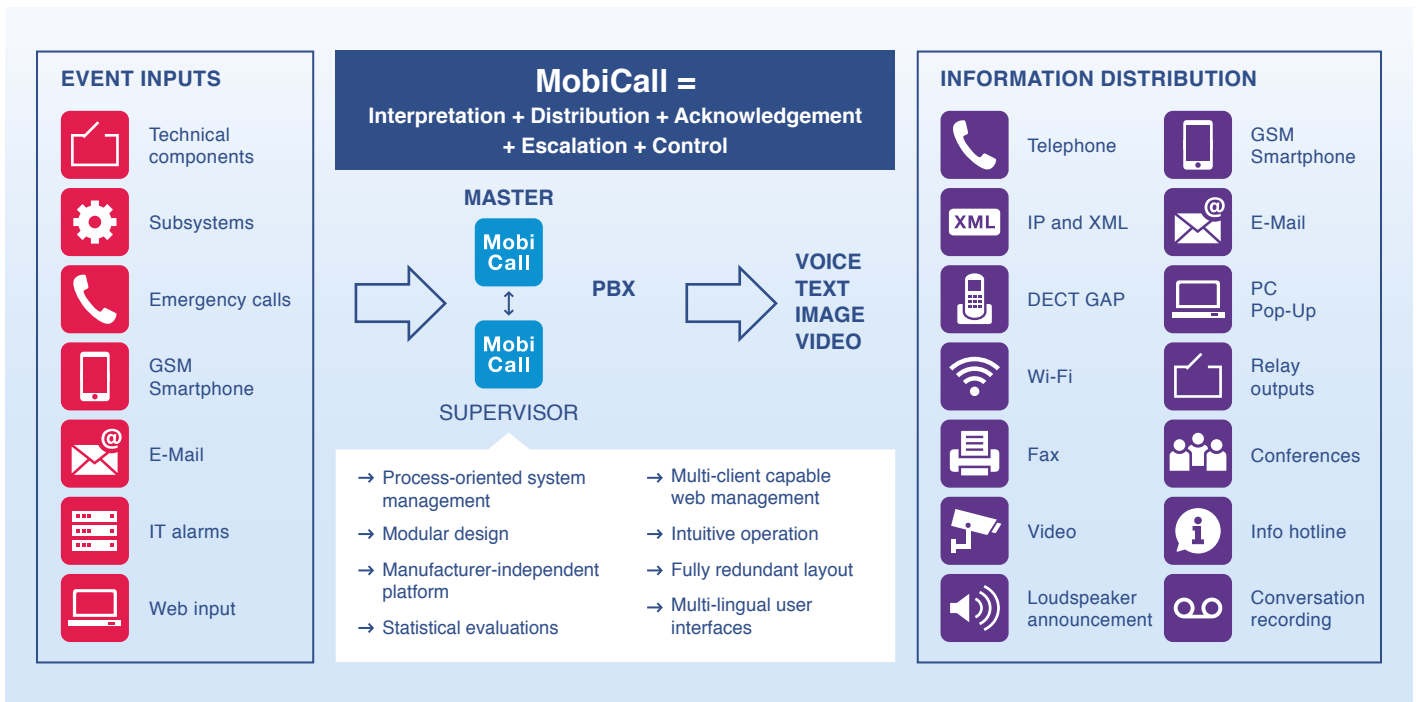 EVENT INPUTS
Technical
components
Subsystems
Emergency calls
GSM
Smartphone
@
E-Mail
IT alarms
Web input
MobiCall =
Interpretation + Distribution + Acknowledgement
+ Escalation + Control
MASTER
Mobi
Call
Mobi
Call
SUPERVISOR
PBX
VOICE
TEXT
IMAGE
VIDEO
→ Process-oriented system
management
→ Modular design
→ Manufacturer-independent
platform
→ Statistical evaluations
→ Multi-client capable
web management
→ Intuitive operation
→ Fully redundant layout
→ Multi-lingual user
interfaces
INFORMATION DISTRIBUTION
Telephone
XML
IP and XML
DECT GAP
Wi-Fi
Fax
Video
Loudspeaker
announcement
GSM
Smartphone
@
E-Mail
PC
Pop-Up
Relay
outputs
Conferences
i
Info hotline
Conversation
recording